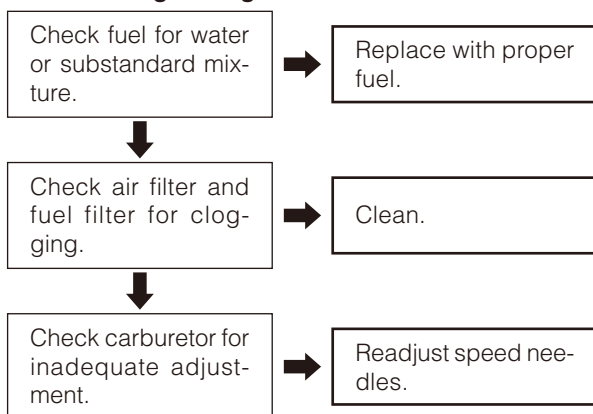 Check fuel for water
or substandard mix-
ture.
Replace with proper
fuel.
Check air filter and
fuel filter for clog-
ging.
Clean.
Check carburetor for
inadequate adjust-
ment.
Readjust speed nee-
dles.